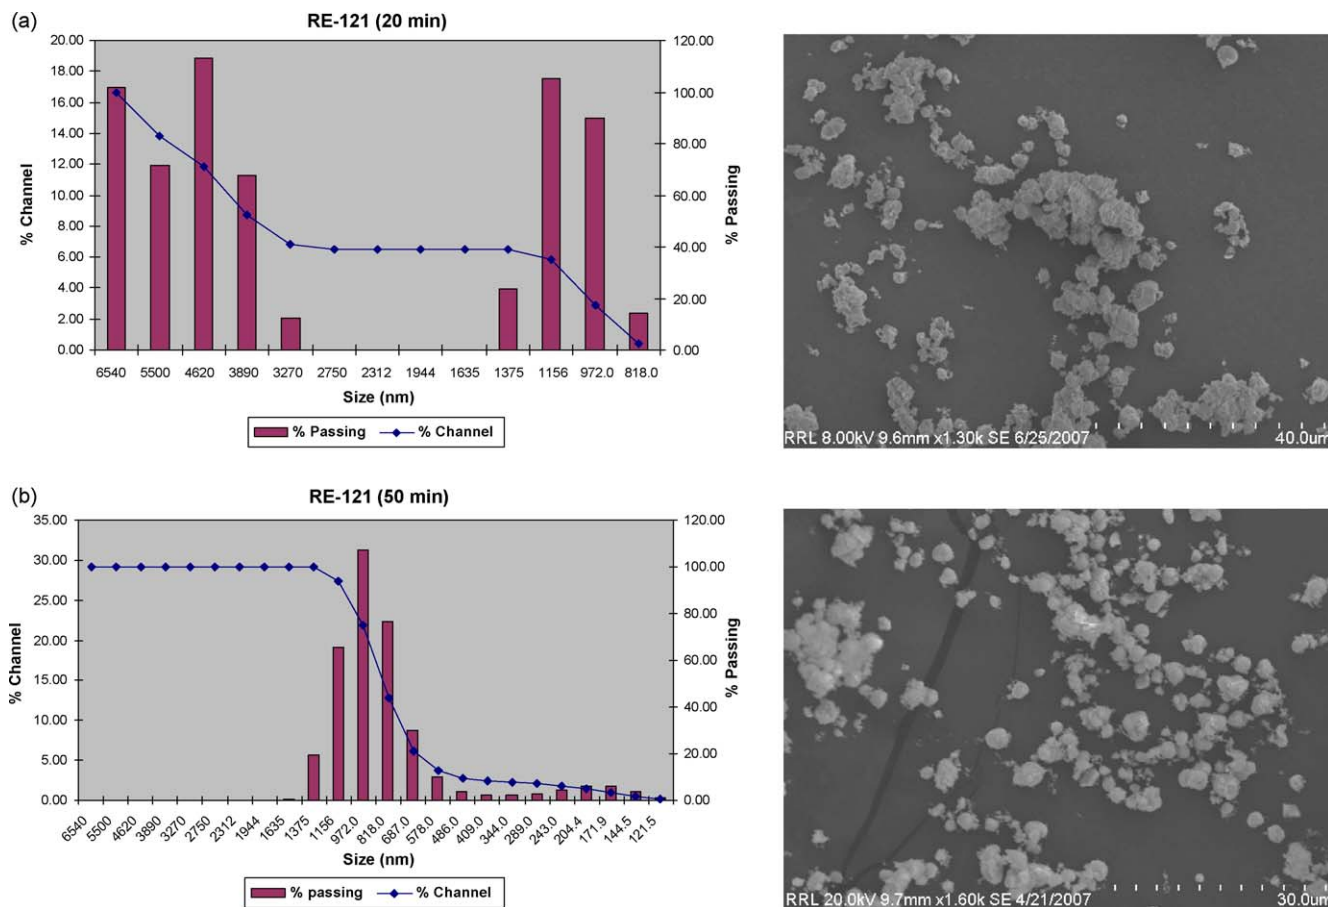 (a)
RE-121 (20 min)
20.00
18.00
16.00
14.00
12.00
10.00
8.00
6.00
4.00
2.00
0.00
% Channel
120.00
100.00
80.00
60.00
40.00
20.00
0.00
% Passing
6540 5500 4620 3890 3270 2750 2312 1944 1635 1375 1156 972.0 818.0
Size (nm)
% Passing % Channel
RRL 8.00kV 9.6mm x1.30k SE 6/25/2007 40.0um
(b)
RE-121 (50 min)
35.00
30.00
25.00
20.00
15.00
10.00
5.00
0.00
% Channel
120.00
100.00
80.00
60.00
40.00
20.00
0.00
% Passing
6540 5500 4620 3890 3270 2750 2312 1944 1635 1375 1156 972.0 818.0 687.0 578.0 486.0 409.0 344.0 289.0 243.0 204.4 171.9 144.5 121.5
Size (nm)
% passing % Channel
RRL 20.0kV 9.7mm x1.60k SE 4/21/2007 30.0um